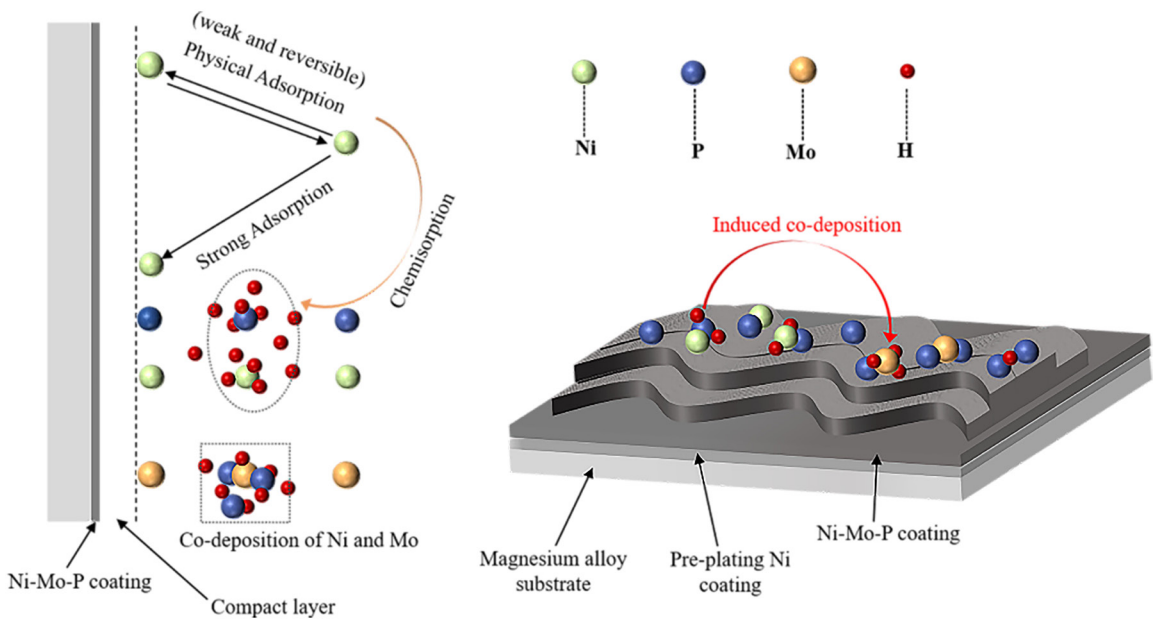 (weak and reversible)
Physical Adsorption
Strong Adsorption
Chemisorption
Co-deposition of Ni and Mo
Ni-Mo-P coating
Compact layer
Ni
P
Mo
H
Induced co-deposition
Magnesium alloy
substrate
Pre-plating Ni
coating
Ni-Mo-P coating